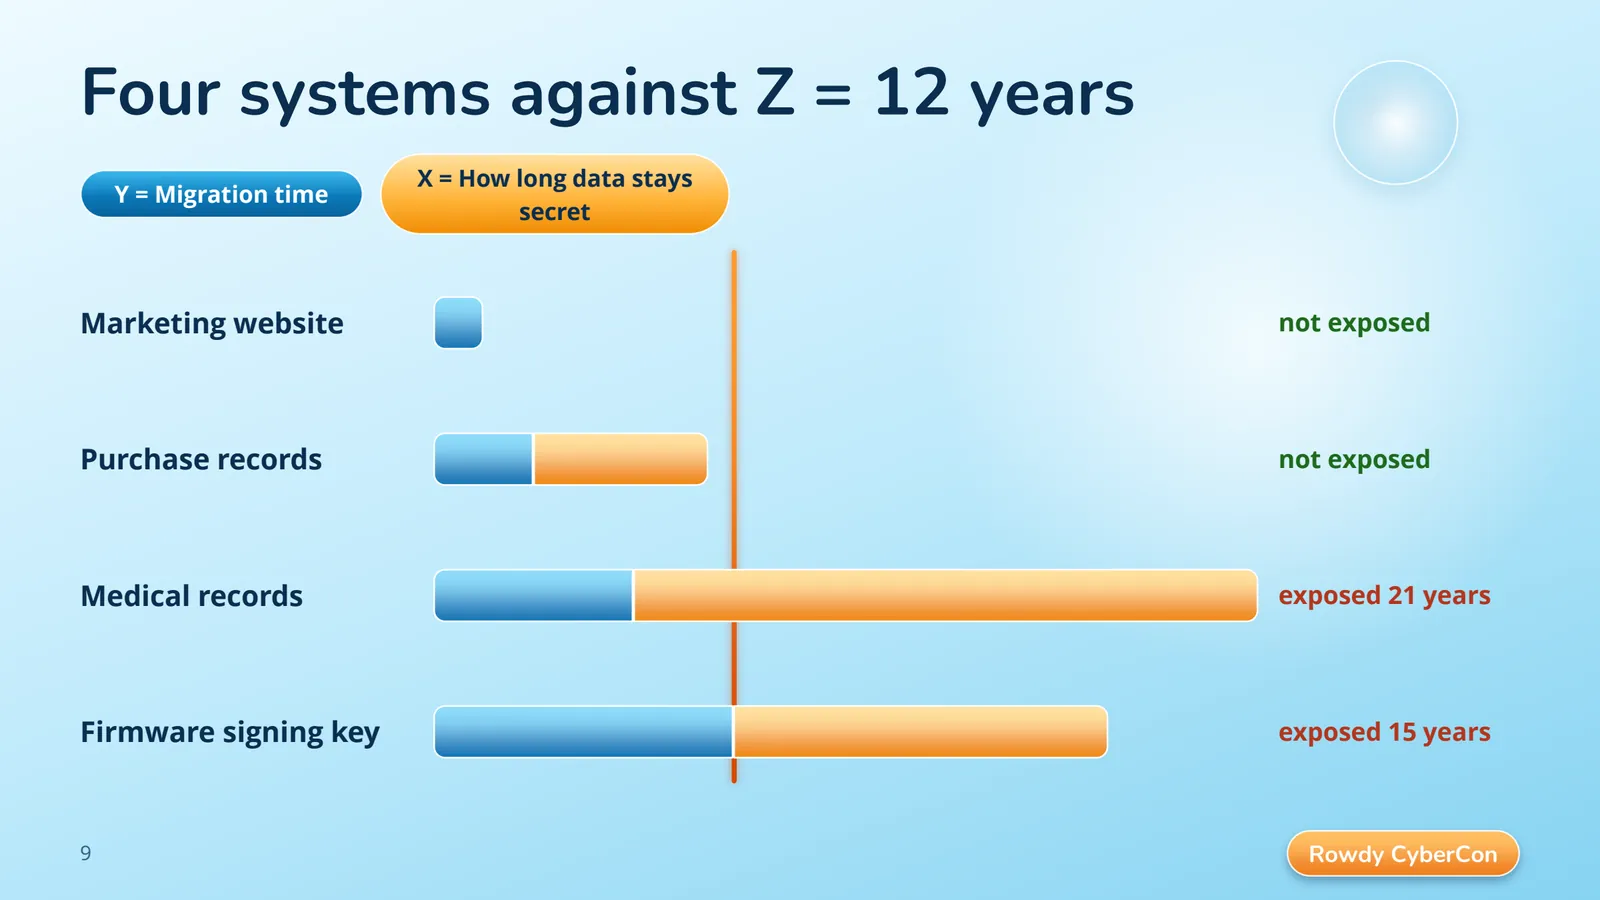 Four systems against Z = 12 years
Y = Migration time
X = How long data stays
secret
Marketing website
not exposed
Purchase records
not exposed
Medical records
exposed 21 years
Firmware signing key
exposed 15 years
9
Rowdy CyberCon